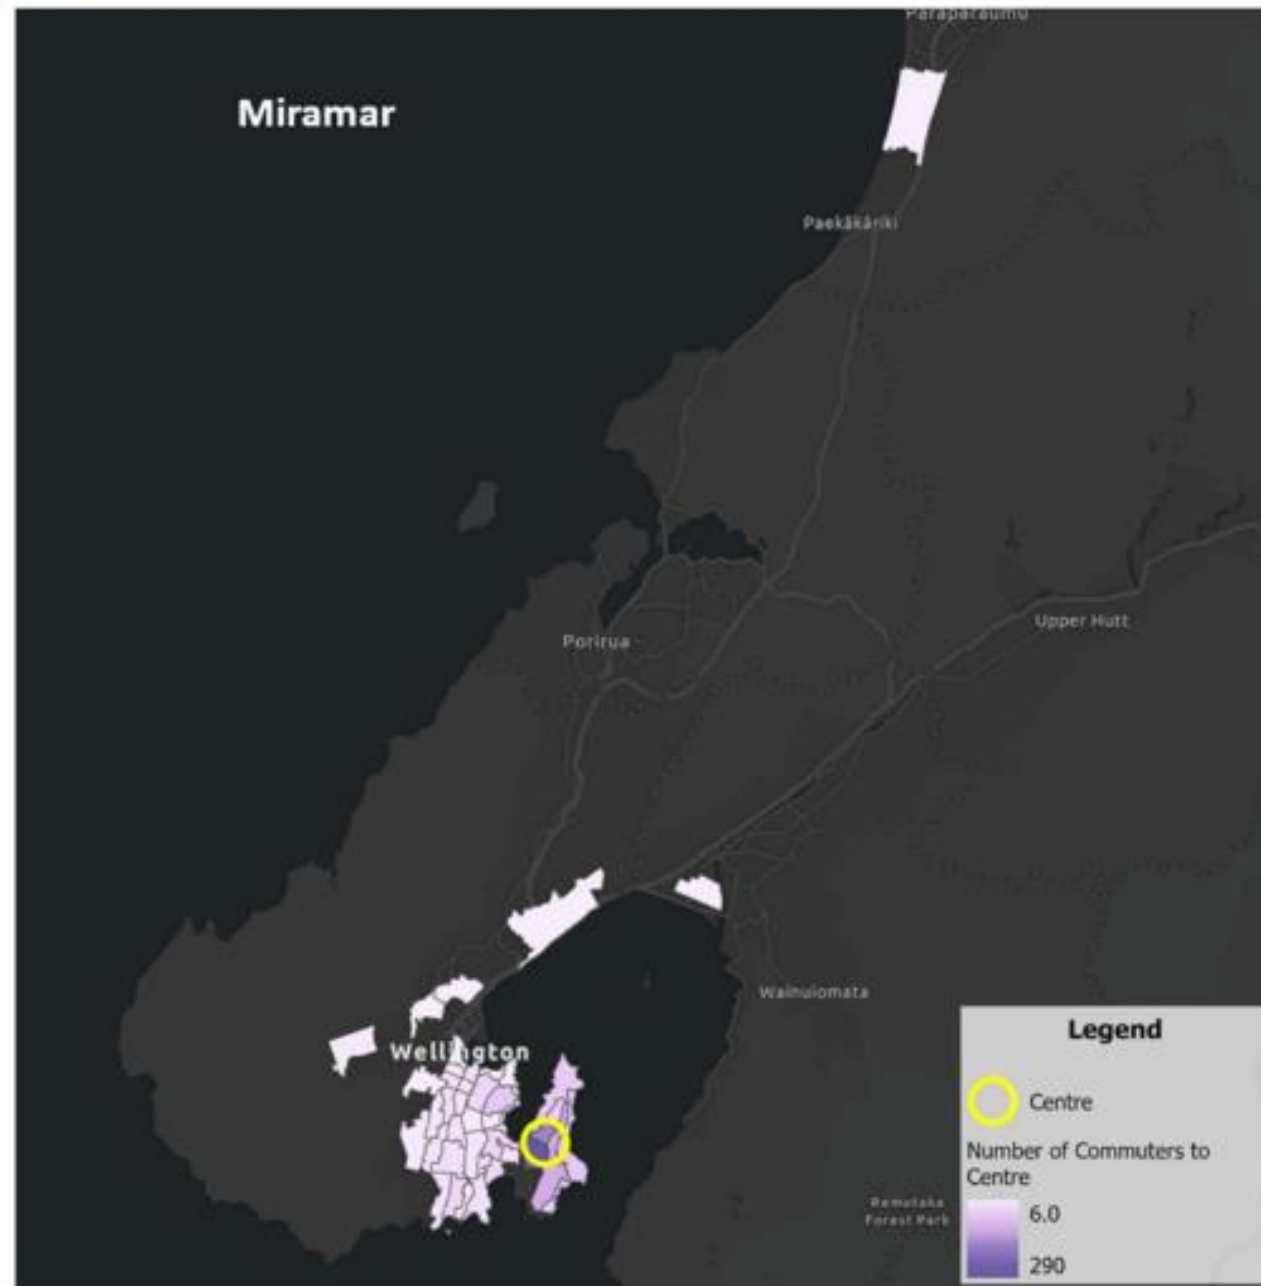 Paraparaumu
Miramar
Paekākāriki
Upper Hutt
Porirua
Wainuiomata
Wellington
Legend
Centre
Number of Commuters to
Centre
6.0
290
Remutaka
Forest Park